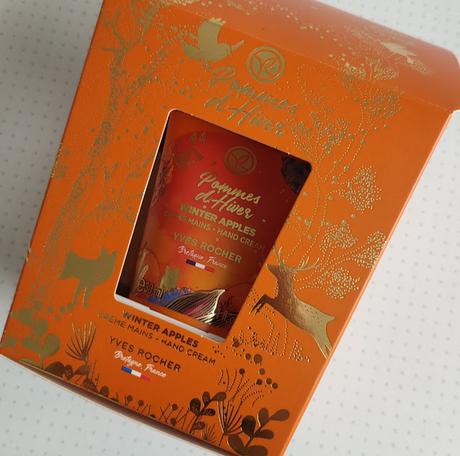 Pommes
d'Hiver
Pommes
d'Hiver
WINTER APPLES
CRÈME MAINS - HAND CREAM
YVES ROCHER
Bretagne, France
WINTER APPLES
CRÈME MAINS - HAND CREAM
YVES ROCHER
Bretagne, France